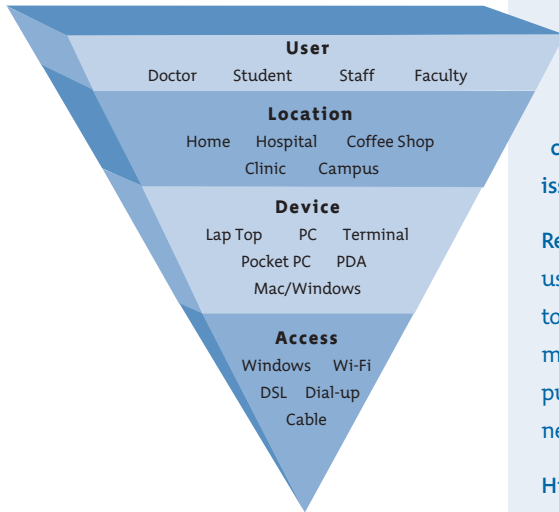 User
Doctor Student Staff Faculty
Location
Home Hospital Coffee Shop
Clinic Campus
Device
Lap Top PC Terminal
Pocket PC PDA
Mac/Windows
Access
Windows Wi-Fi
DSL Dial-up
Cable